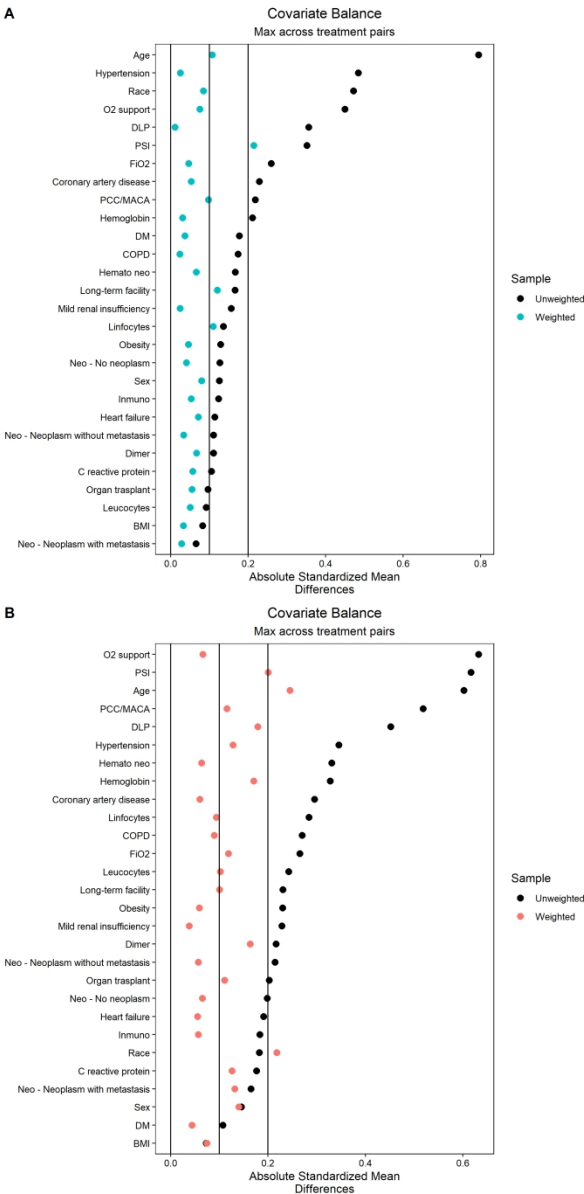 A
Covariate Balance
Max across treatment pairs
Age
Hypertension
Race
O2 support
DLP
PSI
FiO2
Coronary artery disease
PCC/MACA
Hemoglobin
DM
COPD
Hemato neo
Long-term facility
Mild renal insufficiency
Linfocytes
Obesity
Neo - No neoplasm
Sex
Inmuno
Heart failure
Neo - Neoplasm without metastasis
Dimer
C reactive protein
Organ trasplant
Leucocytes
BMI
Neo - Neoplasm with metastasis
0.0 0.2 0.4 0.6 0.8
Absolute Standardized Mean
Differences
Sample
Unweighted
Weighted
B
Covariate Balance
Max across treatment pairs
O2 support
PSI
Age
PCC/MACA
DLP
Hypertension
Hemato neo
Hemoglobin
Coronary artery disease
Linfocytes
COPD
FiO2
Leucocytes
Long-term facility
Obesity
Mild renal insufficiency
Dimer
Neo - Neoplasm without metastasis
Organ trasplant
Neo - No neoplasm
Heart failure
Inmuno
Race
C reactive protein
Neo - Neoplasm with metastasis
Sex
DM
BMI
0.0 0.2 0.4 0.6
Absolute Standardized Mean
Differences
Sample
Unweighted
Weighted